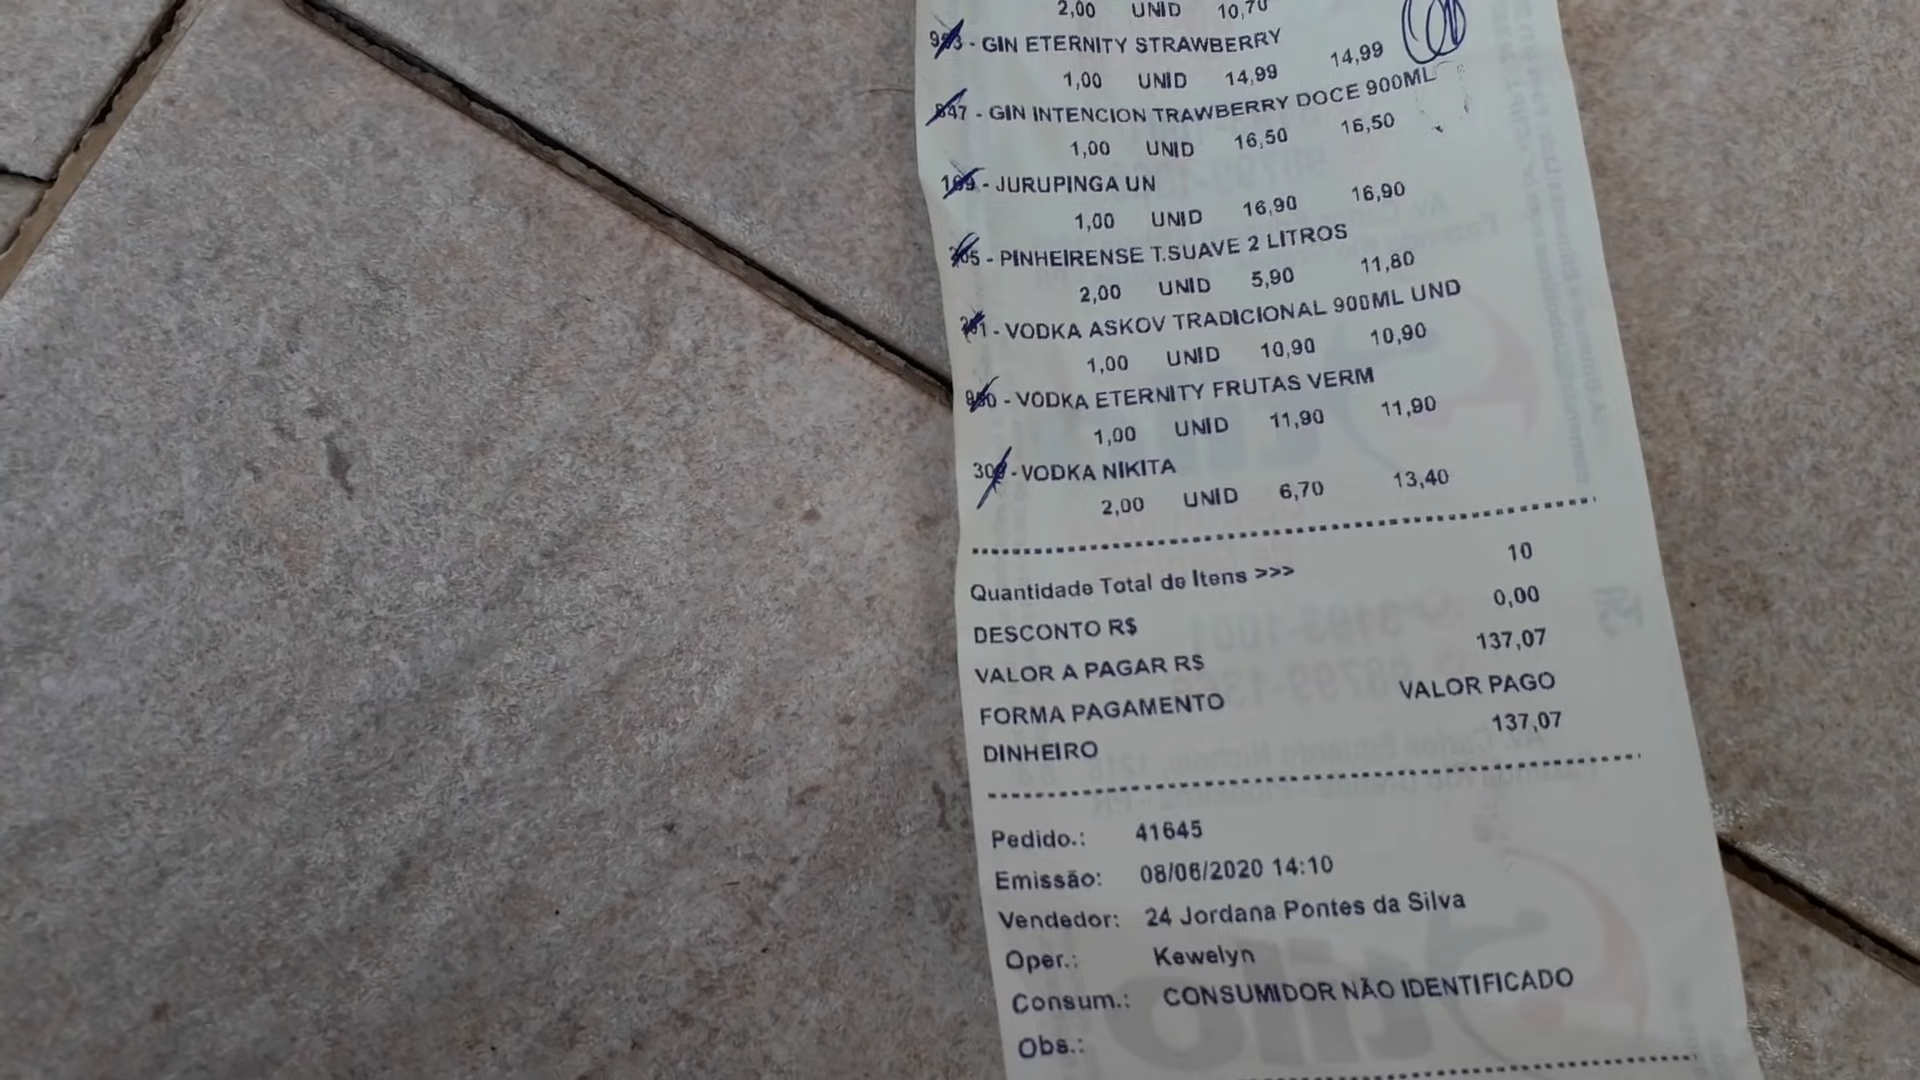 2,00 UNID 10,70
993 - GIN ETERNITY STRAWBERRY
1,00 UNID 14,99 14,99
847 - GIN INTENCION TRAWBERRY DOCE 900ML
1,00 UNID 16,50 16,50
169 - JURUPINGA UN
1,00 UNID 16,90 16,90
- PINHEIRENSE T.SUAVE 2 LITROS
2,00 UNID 5,90 11,80
- VODKA ASKOV TRADICIONAL 900ML UND
1,00 UNID 10,90 10,90
- VODKA ETERNITY FRUTAS VERM
1,00 UNID 11,90 11,90
- VODKA NIKITA
2,00 UNID 6,70 13,40
Quantidade Total de Itens >>> 10
DESCONTO R$ 0,00
VALOR A PAGAR R$ 137,07
FORMA PAGAMENTO VALOR PAGO
DINHEIRO 137,07
Pedido.: 41645
Emissão: 08/06/2020 14:10
Vendedor: 24 Jordana Pontes da Silva
Oper.: Kewelyn
Consum.: CONSUMIDOR NÃO IDENTIFICADO
Obs.: